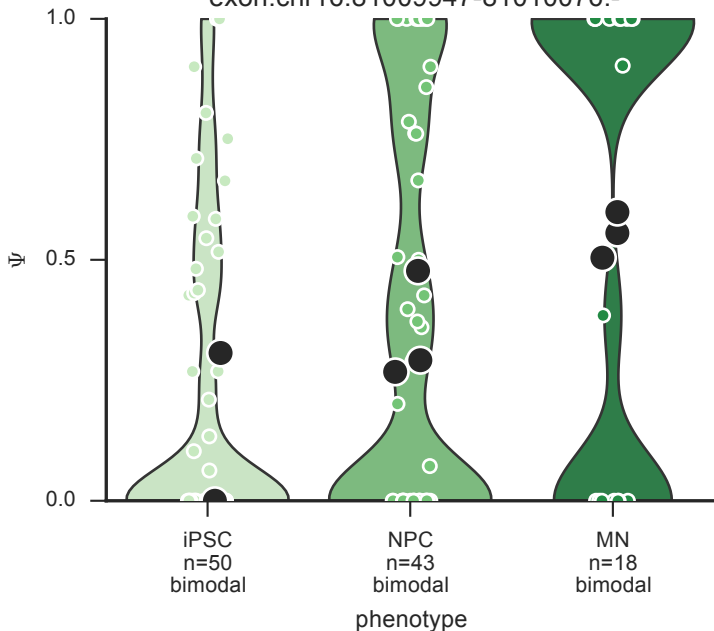 1.0
0.5
0.0
Ψ
iPSC NPC MN
n=50 n=43 n=18
bimodal bimodal bimodal
phenotype